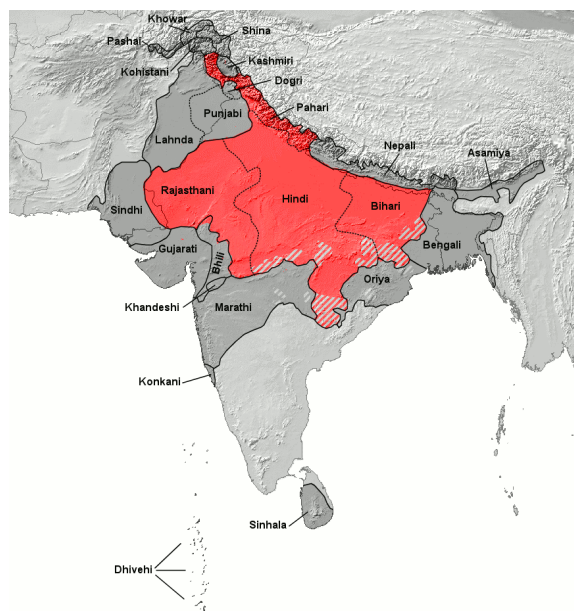 Khowar
Shina
Pashai
Kashmiri
Kohistani
Dogri
Pahari
Punjabi
Lahnda
Nepali
Asamiya
Rajasthani
Hindi
Bihari
Sindhi
Bengali
Gujarati
Bhili
Oriya
Khandeshi
Marathi
Konkani
Sinhala
Dhivehi